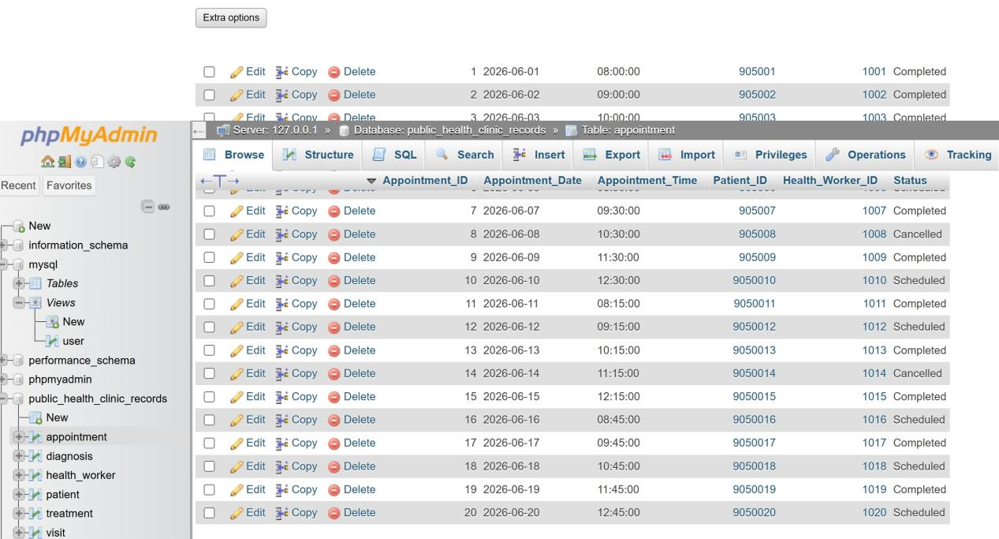 Extra options
Edit Copy Delete 1 2026-06-01 08:00:00 905001 1001 Completed
Edit Copy Delete 2 2026-06-02 09:00:00 905002 1002 Completed
Edit Copy Delete 3 2026-06-03 10:00:00 905003 1003 Completed
phpMyAdmin
Recent Favorites
New
information_schema
mysql
Tables
Views
New
user
performance_schema
phpmyadmin
public_health_clinic_records
New
appointment
diagnosis
health_worker
patient
treatment
visit
Server: 127.0.0.1 » Database: public_health_clinic_records » Table: appointment
Browse Structure SQL Search Insert Export Import Privileges Operations Tracking
←T→ Appointment_ID Appointment_Date Appointment_Time Patient_ID Health_Worker_ID Status
Edit Copy Delete 7 2026-06-07 09:30:00 905007 1007 Completed
Edit Copy Delete 8 2026-06-08 10:30:00 905008 1008 Cancelled
Edit Copy Delete 9 2026-06-09 11:30:00 905009 1009 Completed
Edit Copy Delete 10 2026-06-10 12:30:00 9050010 1010 Scheduled
Edit Copy Delete 11 2026-06-11 08:15:00 9050011 1011 Completed
Edit Copy Delete 12 2026-06-12 09:15:00 9050012 1012 Scheduled
Edit Copy Delete 13 2026-06-13 10:15:00 9050013 1013 Completed
Edit Copy Delete 14 2026-06-14 11:15:00 9050014 1014 Cancelled
Edit Copy Delete 15 2026-06-15 12:15:00 9050015 1015 Completed
Edit Copy Delete 16 2026-06-16 08:45:00 9050016 1016 Scheduled
Edit Copy Delete 17 2026-06-17 09:45:00 9050017 1017 Completed
Edit Copy Delete 18 2026-06-18 10:45:00 9050018 1018 Scheduled
Edit Copy Delete 19 2026-06-19 11:45:00 9050019 1019 Completed
Edit Copy Delete 20 2026-06-20 12:45:00 9050020 1020 Scheduled